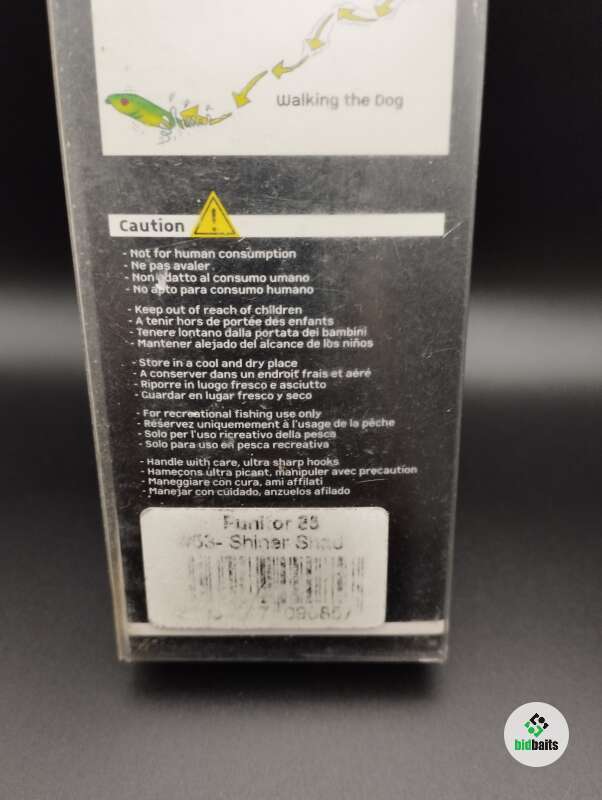 Walking the Dog
Caution
- Not for human consumption
- Ne pas avaler
- Non adatto al consumo umano
- No apto para consumo humano
- Keep out of reach of children
- A tenir hors de portée des enfants
- Tenere lontano dalla portata dei bambini
- Mantener alejado del alcance de los niños
- Store in a cool and dry place
- A conserver dans un endroit frais et aéré
- Riporre in luogo fresco e asciutto
- Guardar en lugar fresco y seco
- For recreational fishing use only
- Réservez uniquemement à l'usage de la pêche
- Solo per l'uso ricreativo della pesca
- Solo para uso en pesca recreativa
- Handle with care, ultra sharp hooks
- Hameçons ultra picant, manipuler avec precaution
- Maneggiare con cura, ami affilati
- Manejar con cuidado, anzuelos afilado
- Shiner Shad
bidbaits